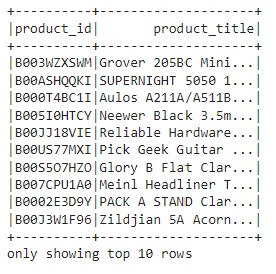 +----------+--------------------+
|product_id|       product_title|
+----------+--------------------+
|B003WZXSWM|Grover 205BC Mini...|
|B00ASHQQKI|SUPERNIGHT 5050 1...|
|B000T4BC1I|Aulos A211A/A511B...|
|B005I0HTCY|Neewer Black 3.5m...|
|B00JJ18VIE|Reliable Hardware...|
|B00US77MXI|Pick Geek Guitar ...|
|B00S5O7HZO|Glory B Flat Clar...|
|B007CPU1A0|Meinl Headliner T...|
|B0002E3D9Y|PACK A STAND Clar...|
|B00J3W1F96|Zildjian 5A Acorn...|
+----------+--------------------+
only showing top 10 rows